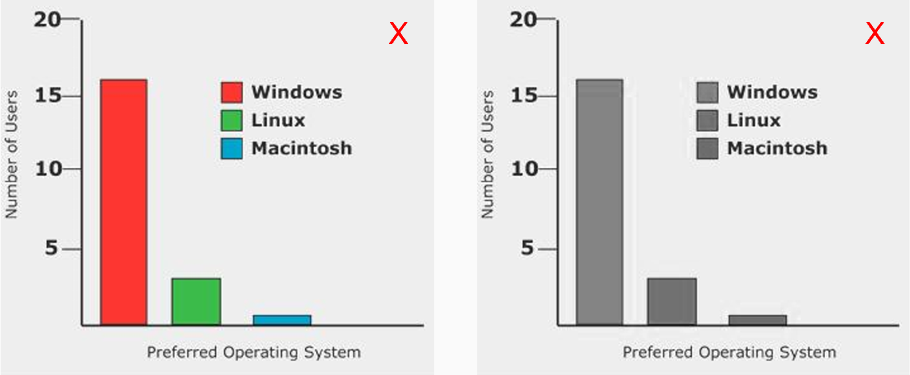 20
X
15
10
5
Number of Users
Windows
Linux
Macintosh
Preferred Operating System
20
X
15
10
5
Number of Users
Windows
Linux
Macintosh
Preferred Operating System